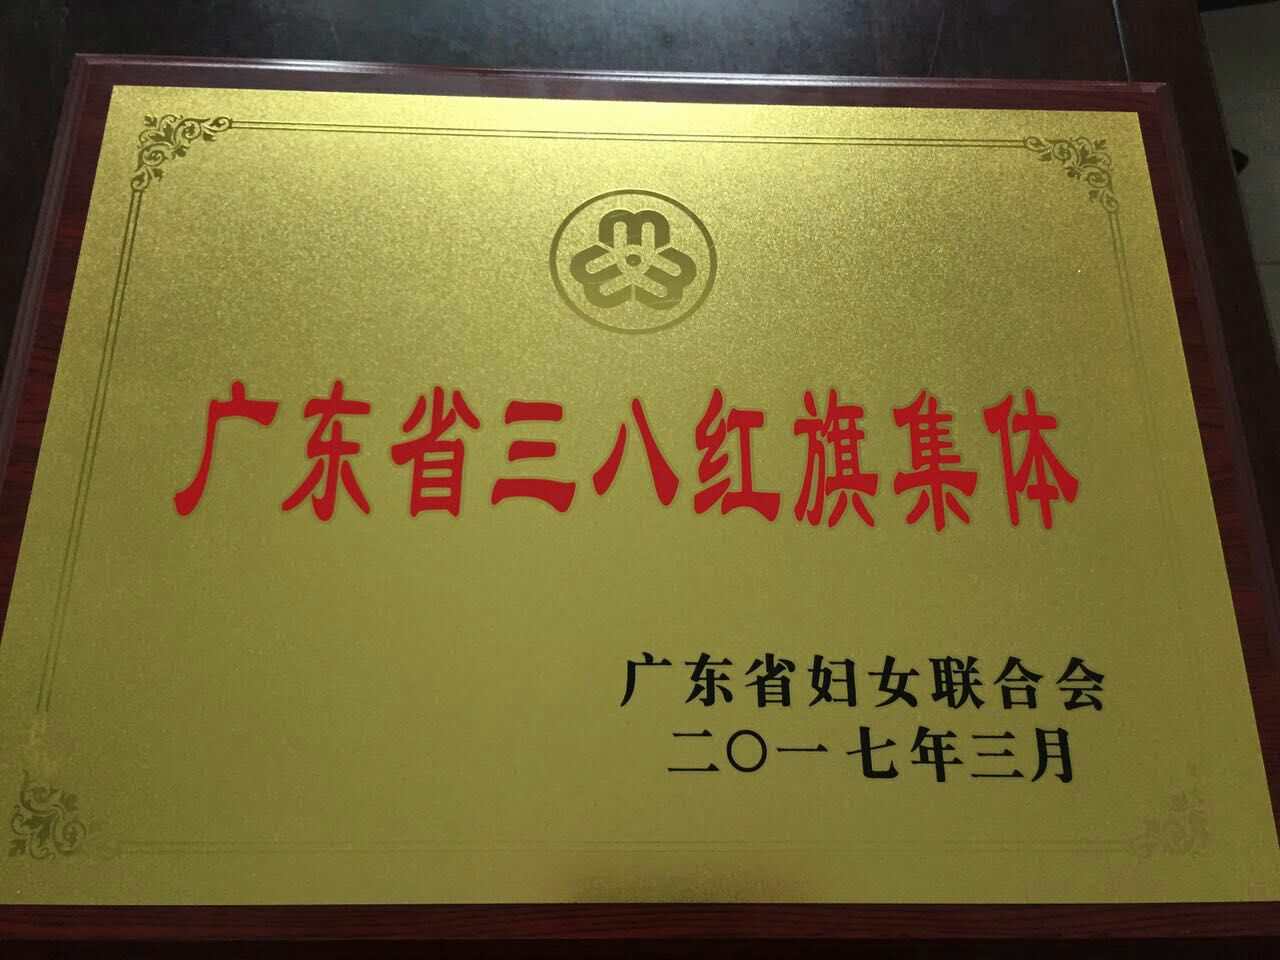 广东省三八红旗集体
广东省妇女联合会
二〇一七年三月